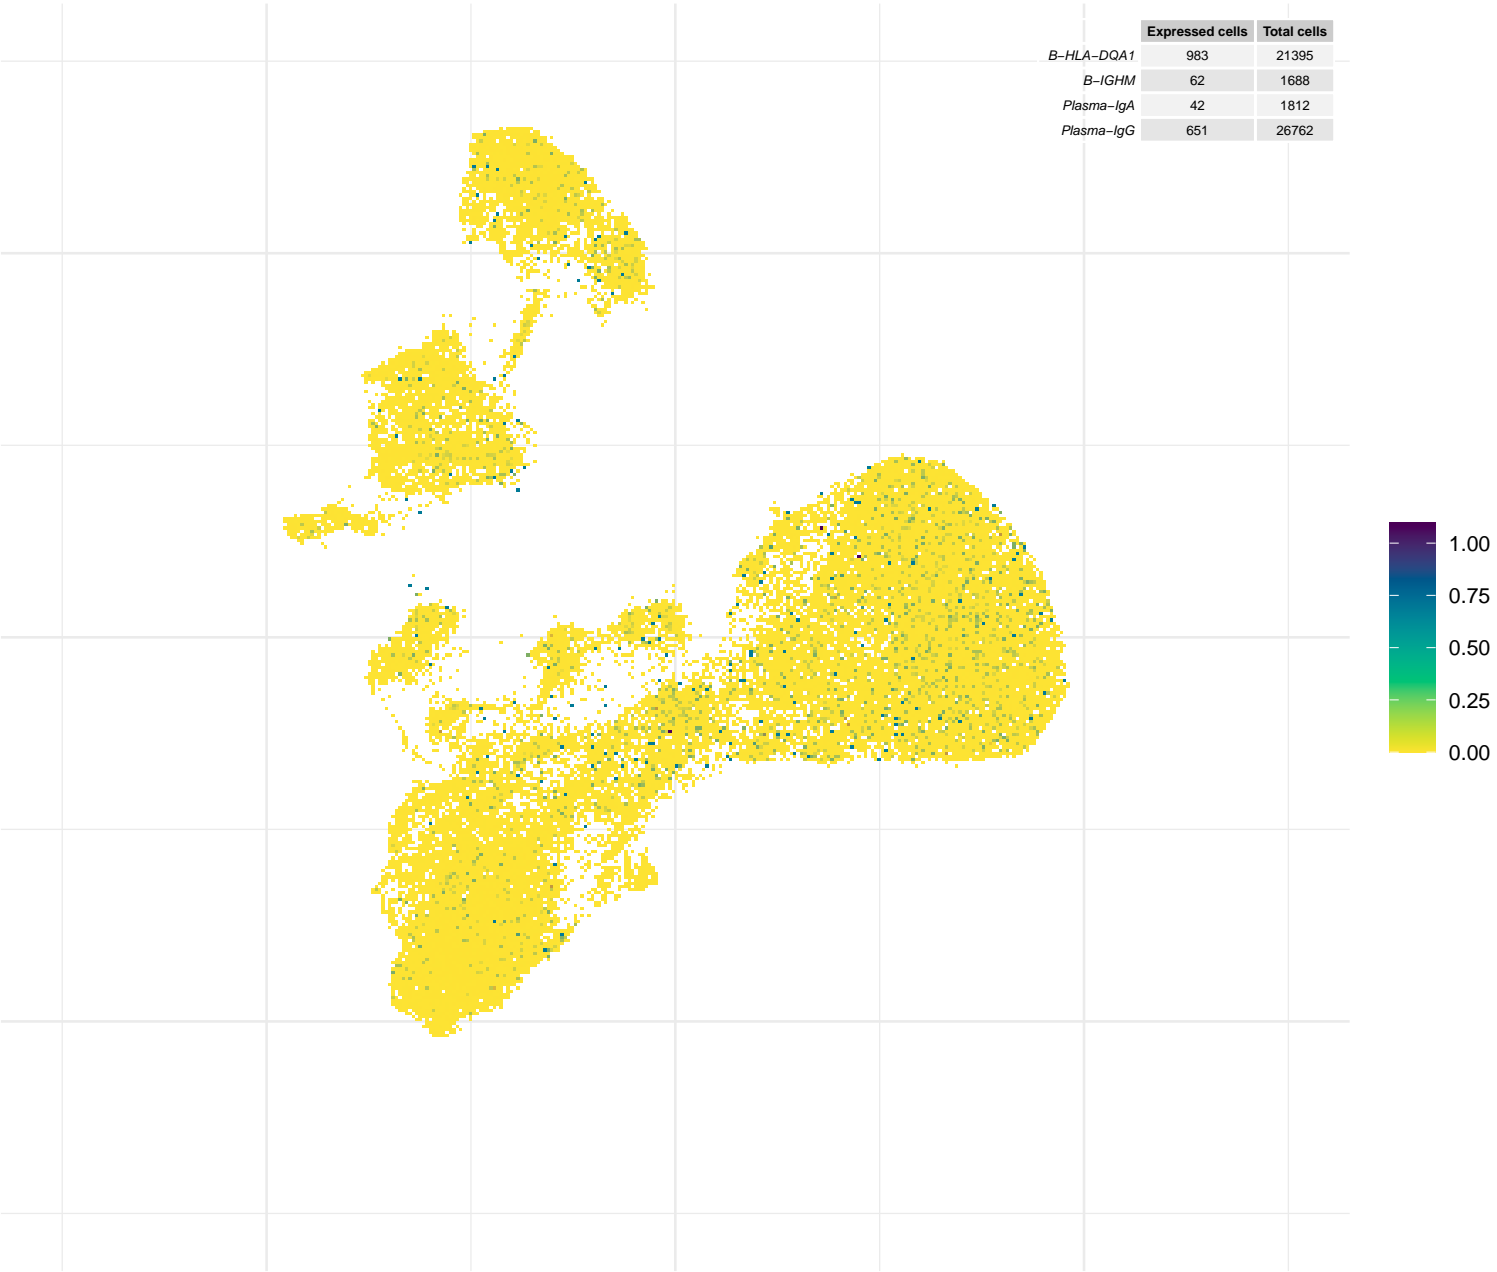 Expressed cells Total cells
B−HLA−DQA1 983 21395
B−IGHM 62 1688
Plasma−IgA 42 1812
Plasma−IgG 651 26762
1.00
0.75
0.50
0.25
0.00